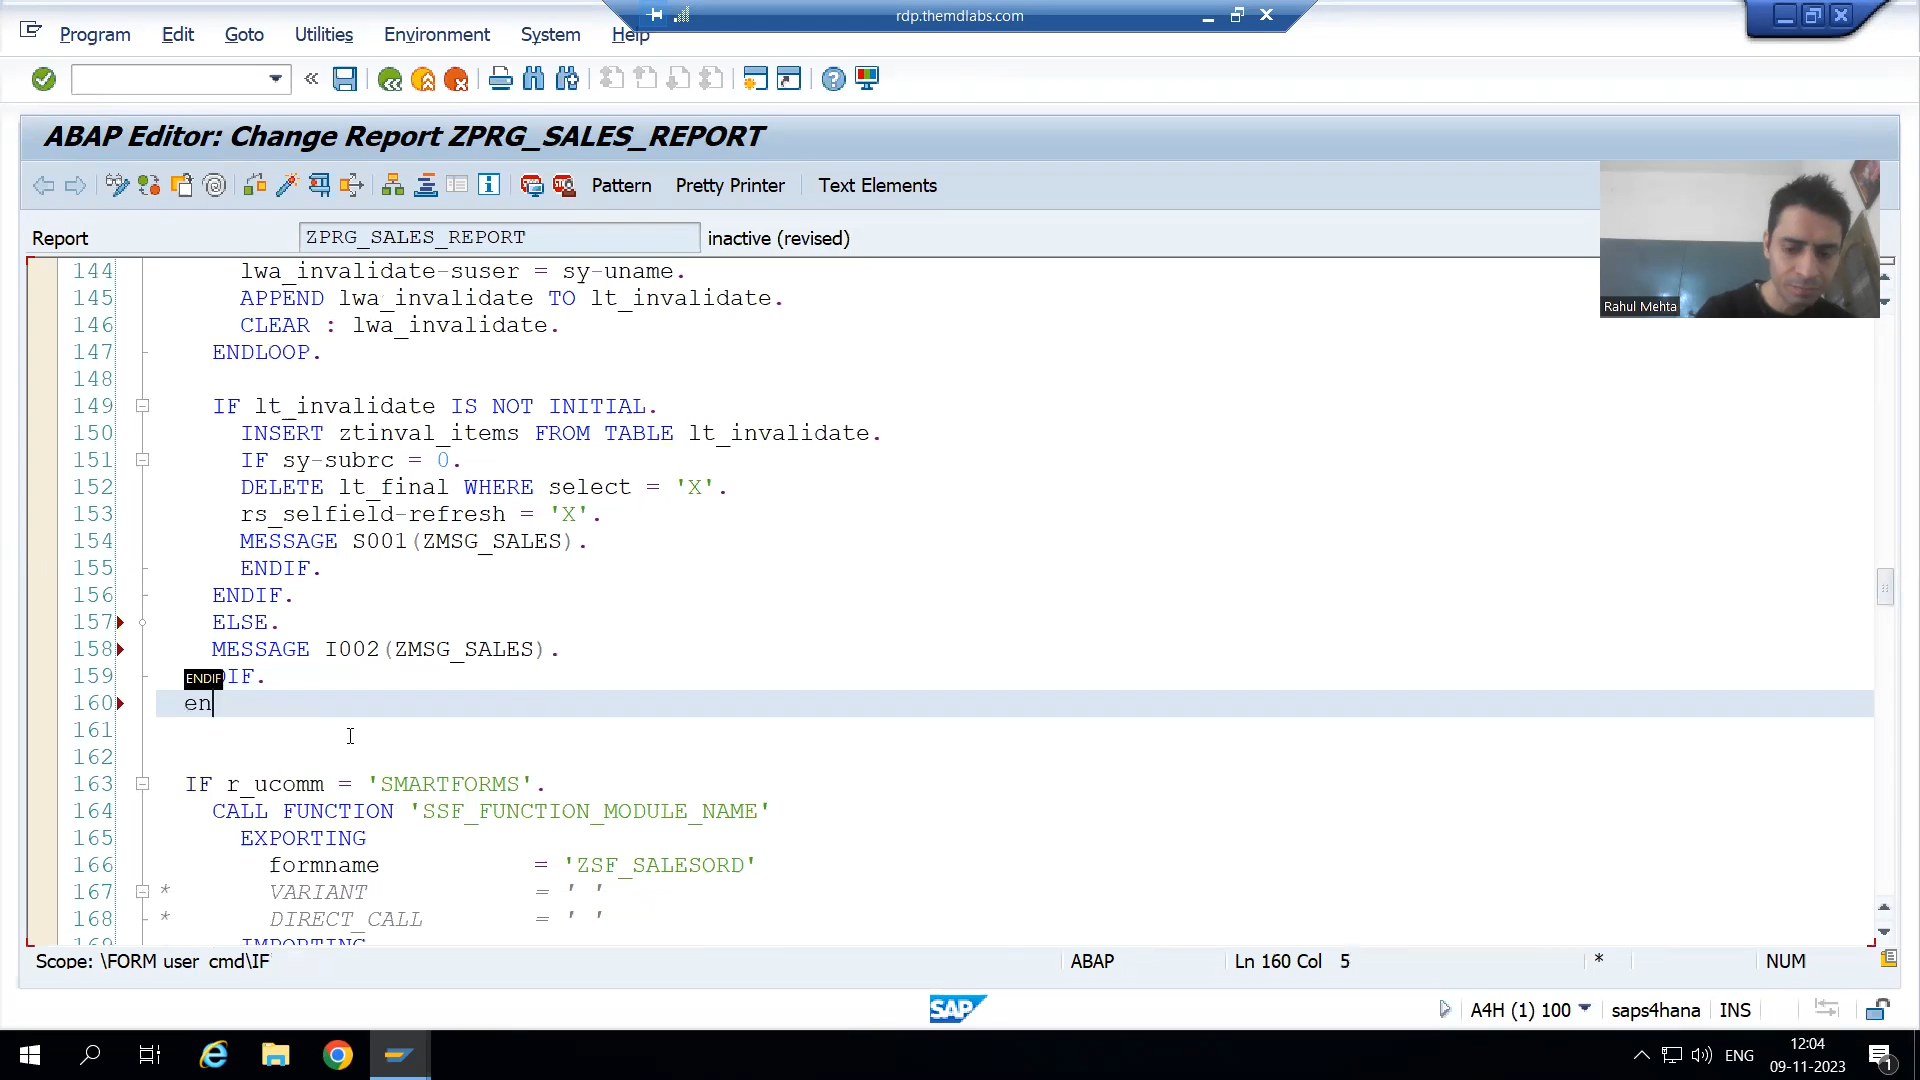 rdp.themdlabs.com
Program Edit Goto Utilities Environment System Help
ABAP Editor: Change Report ZPRG_SALES_REPORT
Pattern Pretty Printer Text Elements
Report ZPRG_SALES_REPORT inactive (revised)
Rahul Mehta
144 lwa_invalidate-suser = sy-uname.
145 APPEND lwa_invalidate TO lt_invalidate.
146 CLEAR : lwa_invalidate.
147 ENDLOOP.
148
149 IF lt_invalidate IS NOT INITIAL.
150 INSERT ztinval_items FROM TABLE lt_invalidate.
151 IF sy-subrc = 0.
152 DELETE lt_final WHERE select = 'X'.
153 rs_selfield-refresh = 'X'.
154 MESSAGE S001(ZMSG_SALES).
155 ENDIF.
156 ENDIF.
157 ELSE.
158 MESSAGE I002(ZMSG_SALES).
159 ENDIF DIF.
160 en
161
162
163 IF r_ucomm = 'SMARTFORMS'.
164 CALL FUNCTION 'SSF_FUNCTION_MODULE_NAME'
165 EXPORTING
166 formname = 'ZSF_SALESORD'
167 * VARIANT = ' '
168 * DIRECT_CALL = ' '
169 IMPORTING
Scope: \FORM user_cmd\IF ABAP Ln 160 Col 5 * NUM
SAP A4H (1) 100 saps4hana INS
ENG 12:04
09-11-2023 1